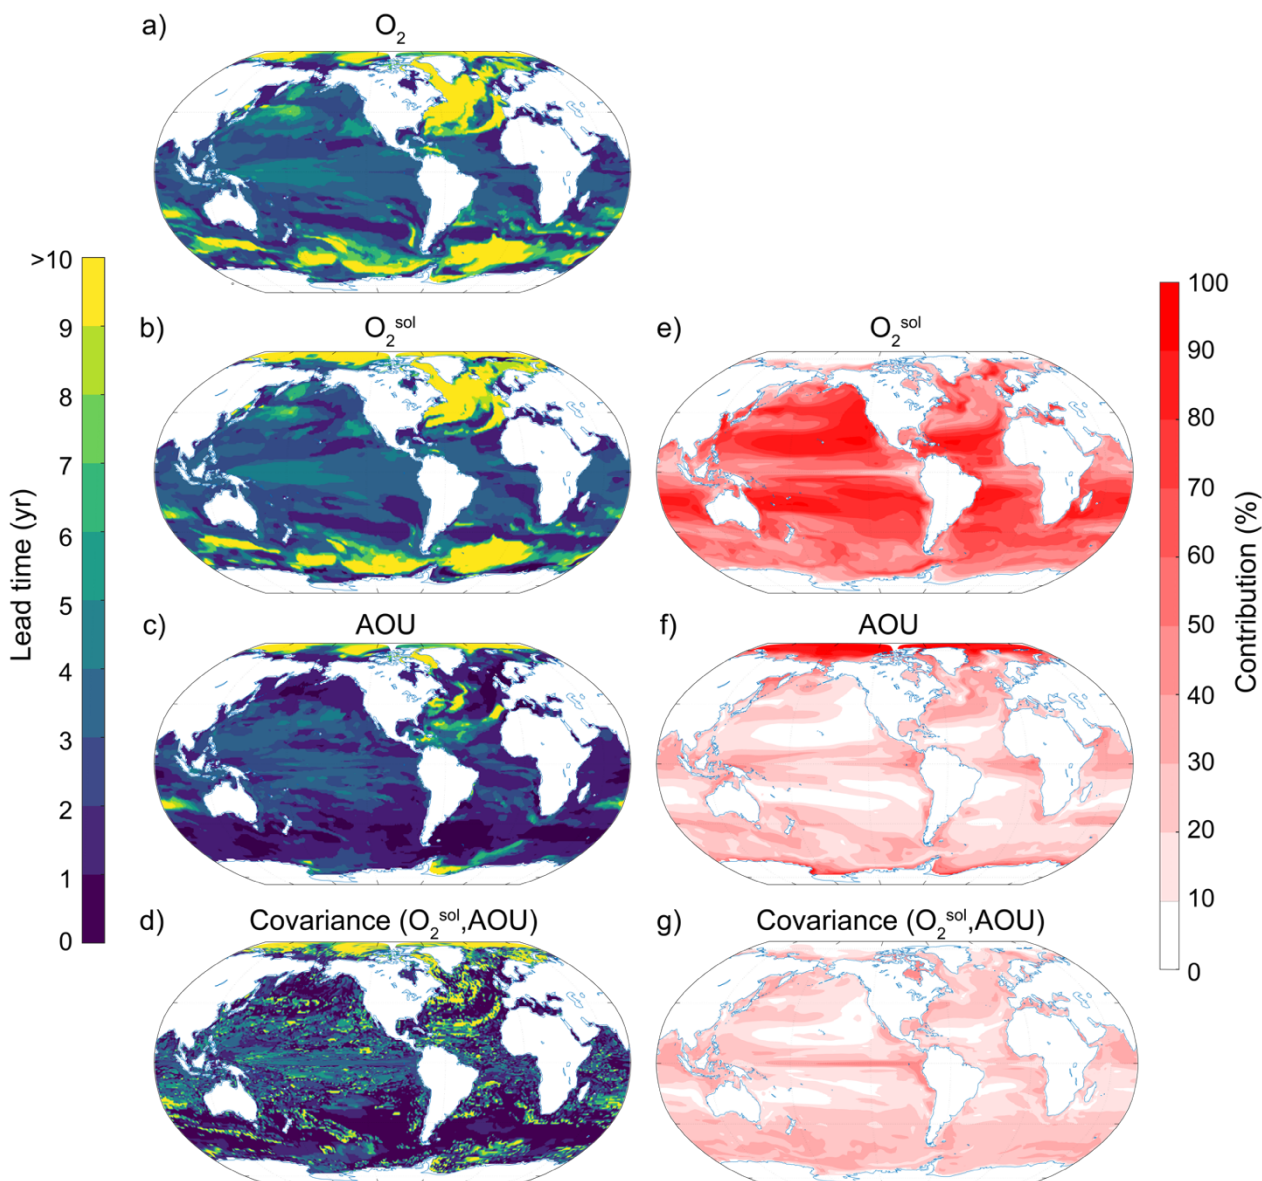 a) O₂
b) O₂ˢᵒˡ
e) O₂ˢᵒˡ
c) AOU
f) AOU
d) Covariance (O₂ˢᵒˡ,AOU)
g) Covariance (O₂ˢᵒˡ,AOU)
Lead time (yr)
>10
9
8
7
6
5
4
3
2
1
0
Contribution (%)
100
90
80
70
60
50
40
30
20
10
0